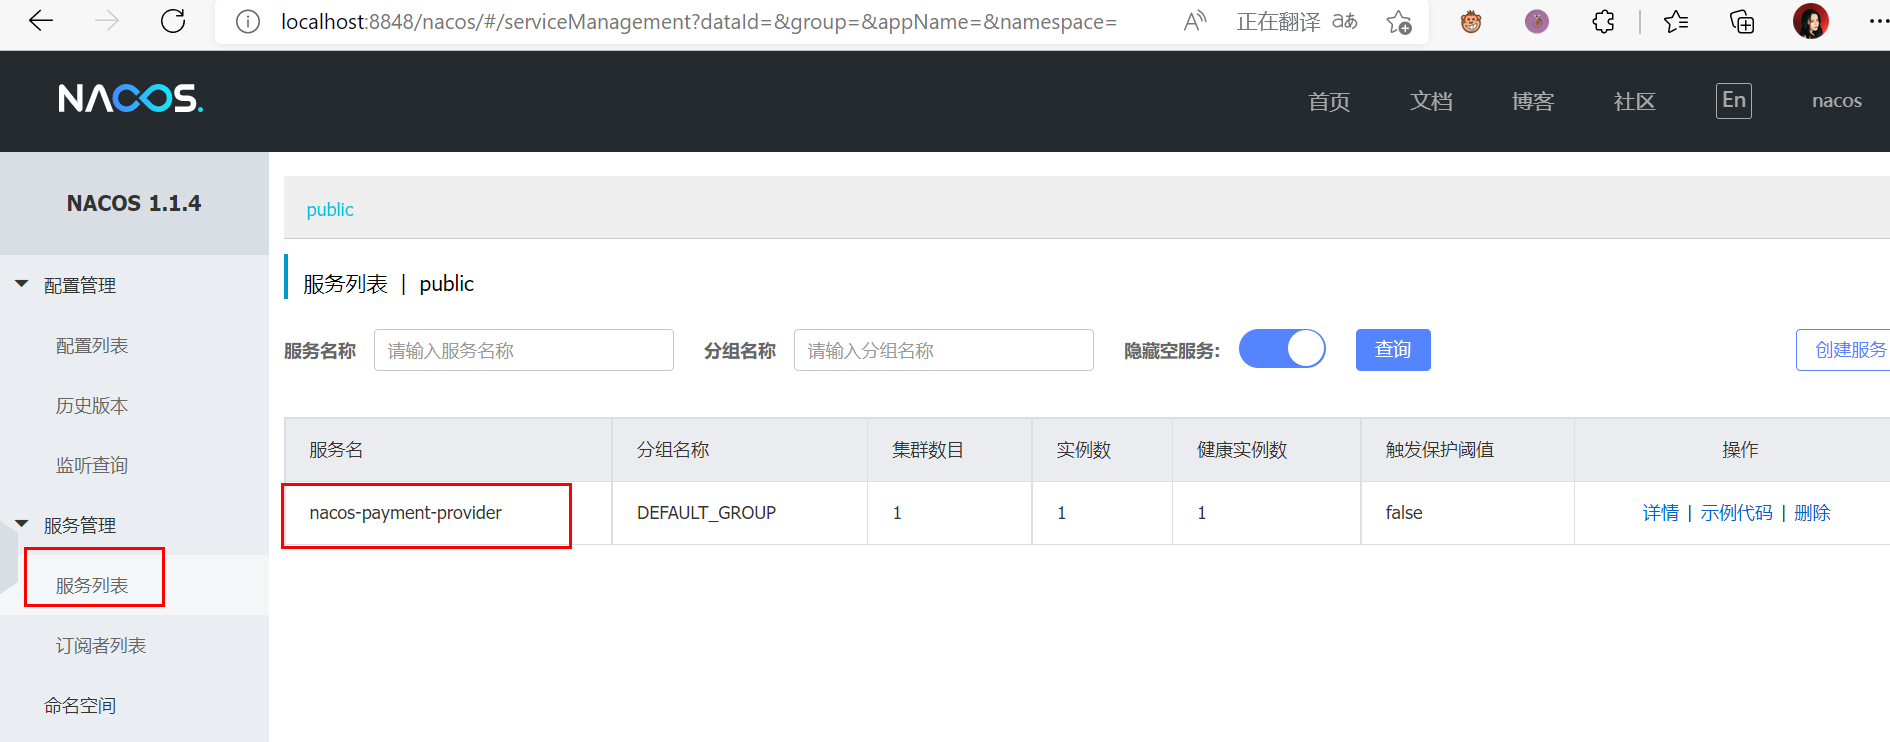 localhost:8848/nacos/#/serviceManagement?dataId=&group=&appName=&namespace=
正在翻译
NACOS.
首页 文档 博客 社区 En nacos
NACOS 1.1.4
配置管理
配置列表
历史版本
监听查询
服务管理
服务列表
订阅者列表
命名空间
public
服务列表 | public
服务名称 请输入服务名称 分组名称 请输入分组名称 隐藏空服务: 查询 创建服务
服务名 分组名称 集群数目 实例数 健康实例数 触发保护阈值 操作
nacos-payment-provider DEFAULT_GROUP 1 1 1 false 详情 | 示例代码 | 删除